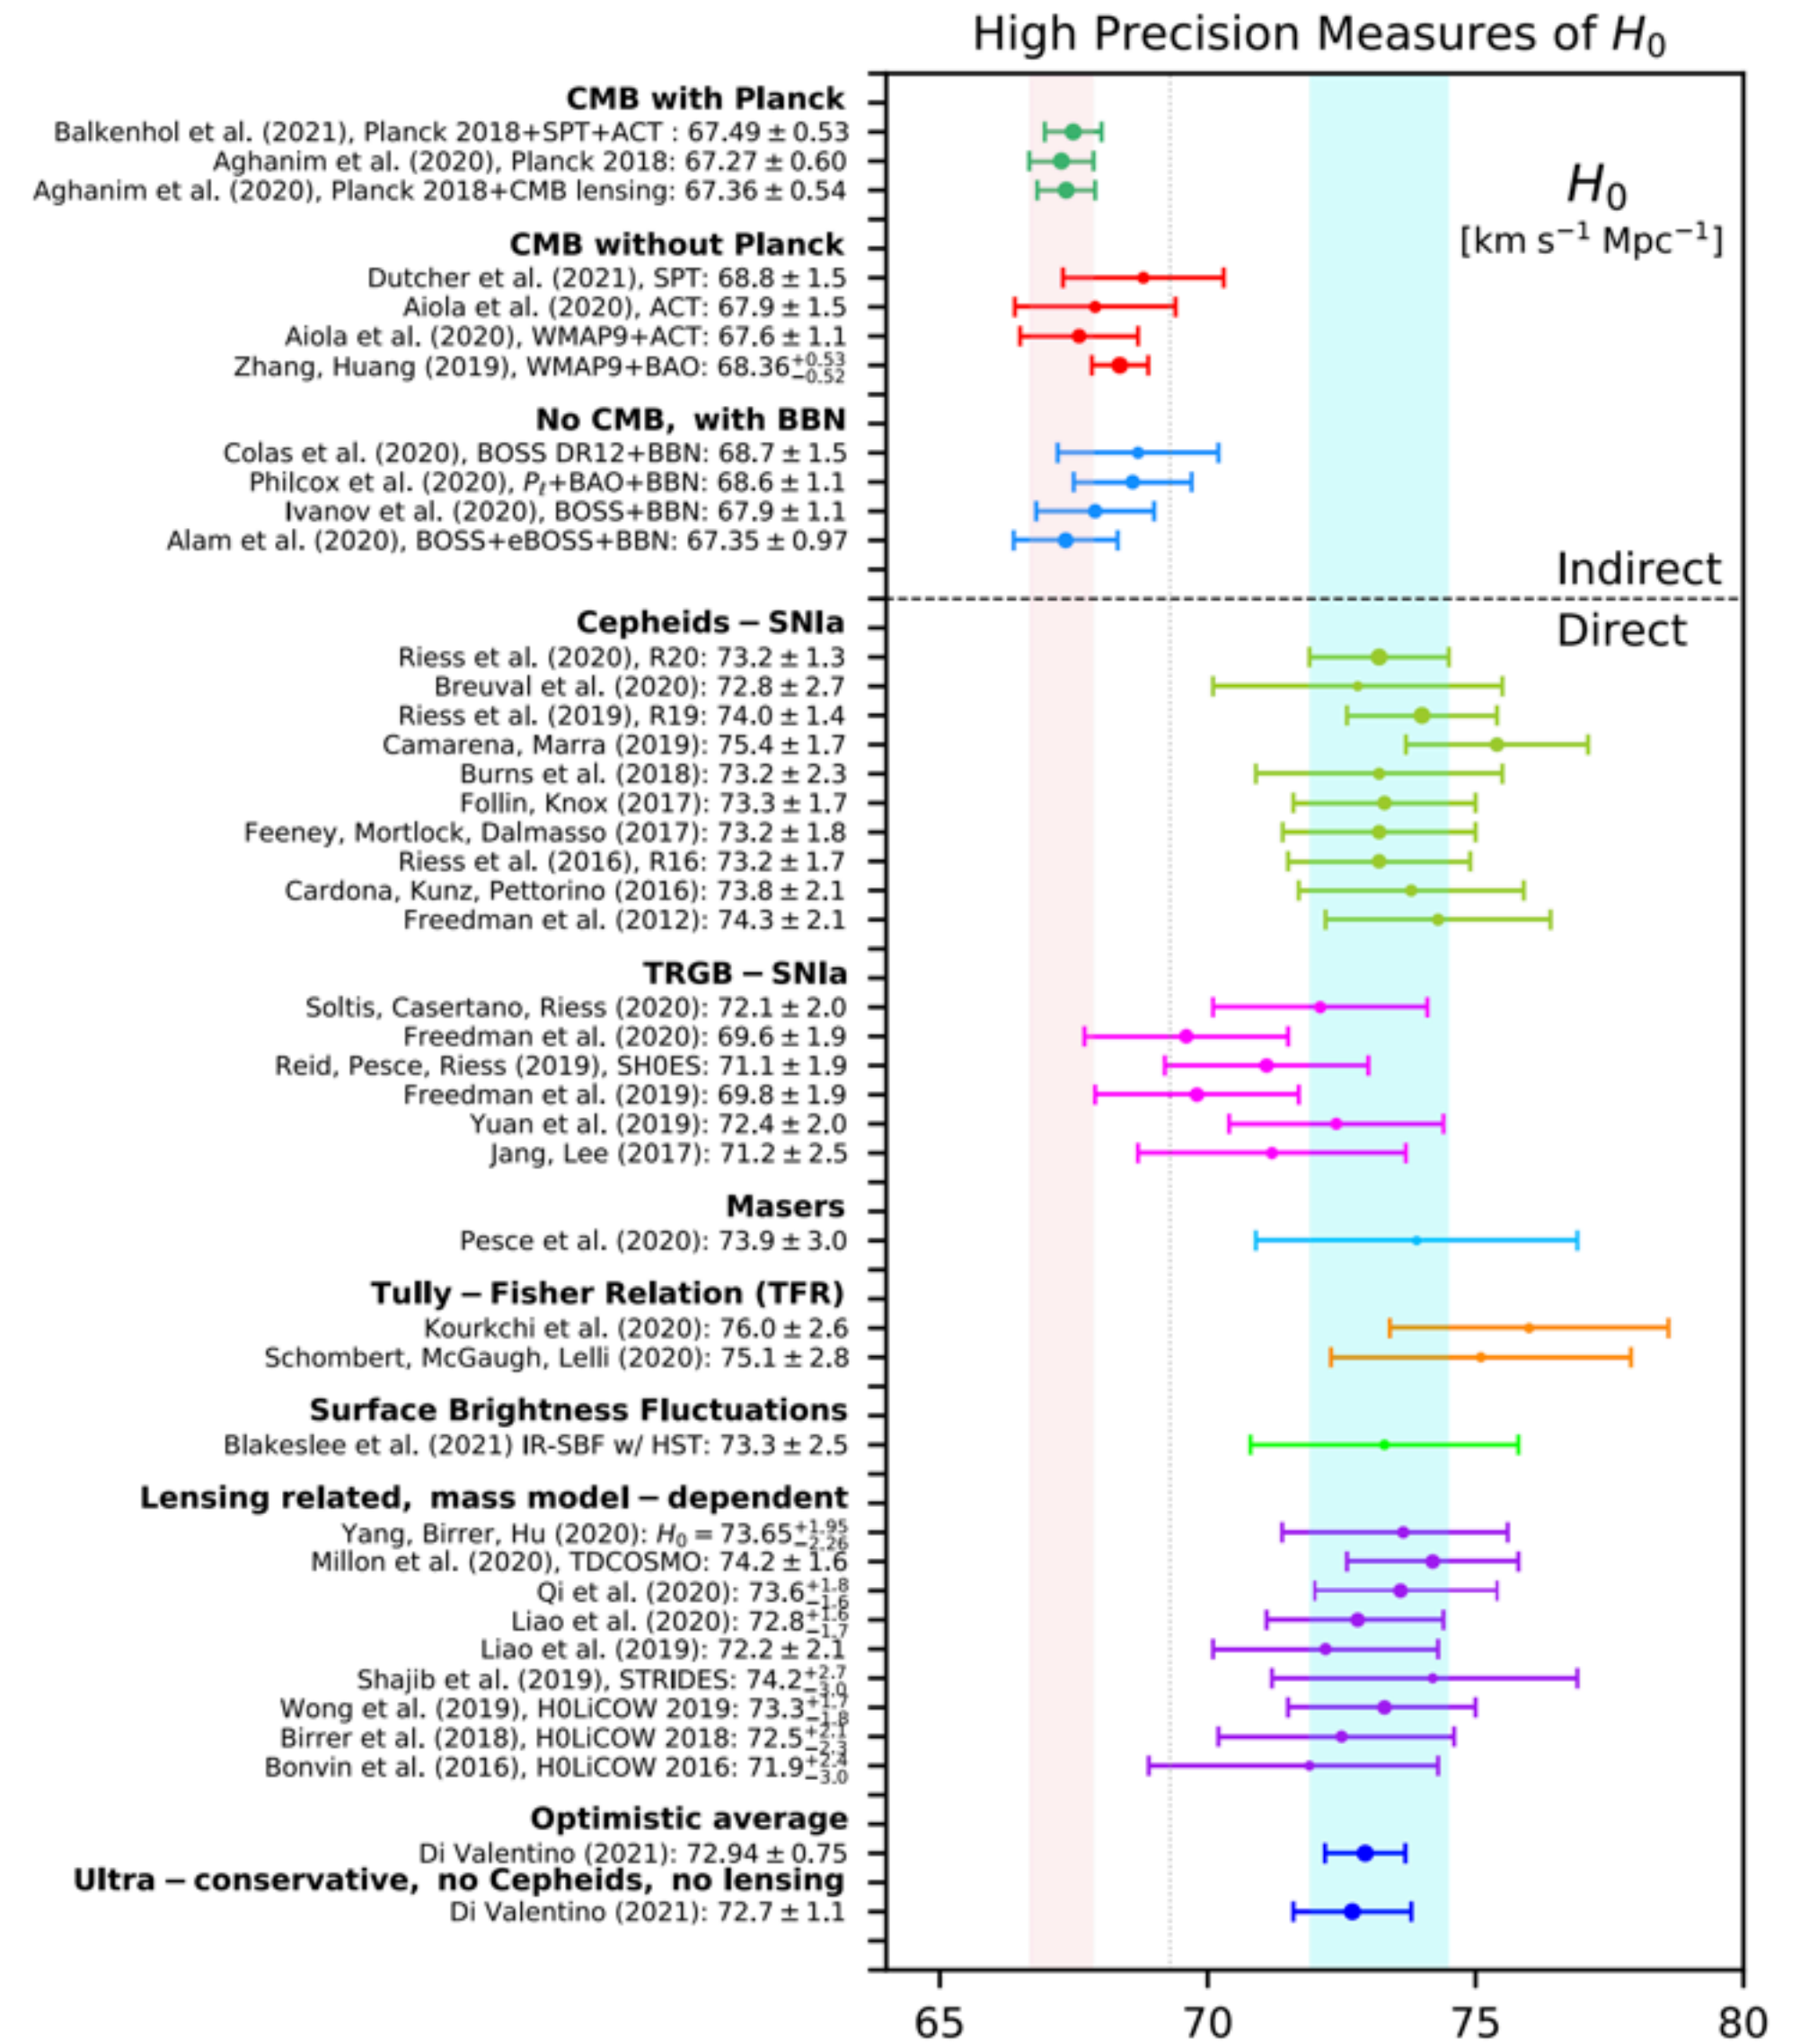 High Precision Measures of H₀
CMB with Planck
Balkenhol et al. (2021), Planck 2018+SPT+ACT : 67.49 ± 0.53
Aghanim et al. (2020), Planck 2018: 67.27 ± 0.60
Aghanim et al. (2020), Planck 2018+CMB lensing: 67.36 ± 0.54
H₀
[km s⁻¹ Mpc⁻¹]
CMB without Planck
Dutcher et al. (2021), SPT: 68.8 ± 1.5
Aiola et al. (2020), ACT: 67.9 ± 1.5
Aiola et al. (2020), WMAP9+ACT: 67.6 ± 1.1
Zhang, Huang (2019), WMAP9+BAO: 68.36 +0.53 −0.52
No CMB, with BBN
Colas et al. (2020), BOSS DR12+BBN: 68.7 ± 1.5
Philcox et al. (2020), Pℓ+BAO+BBN: 68.6 ± 1.1
Ivanov et al. (2020), BOSS+BBN: 67.9 ± 1.1
Alam et al. (2020), BOSS+eBOSS+BBN: 67.35 ± 0.97
Indirect
Direct
Cepheids − SNIa
Riess et al. (2020), R20: 73.2 ± 1.3
Breuval et al. (2020): 72.8 ± 2.7
Riess et al. (2019), R19: 74.0 ± 1.4
Camarena, Marra (2019): 75.4 ± 1.7
Burns et al. (2018): 73.2 ± 2.3
Follin, Knox (2017): 73.3 ± 1.7
Feeney, Mortlock, Dalmasso (2017): 73.2 ± 1.8
Riess et al. (2016), R16: 73.2 ± 1.7
Cardona, Kunz, Pettorino (2016): 73.8 ± 2.1
Freedman et al. (2012): 74.3 ± 2.1
TRGB − SNIa
Soltis, Casertano, Riess (2020): 72.1 ± 2.0
Freedman et al. (2020): 69.6 ± 1.9
Reid, Pesce, Riess (2019), SH0ES: 71.1 ± 1.9
Freedman et al. (2019): 69.8 ± 1.9
Yuan et al. (2019): 72.4 ± 2.0
Jang, Lee (2017): 71.2 ± 2.5
Masers
Pesce et al. (2020): 73.9 ± 3.0
Tully − Fisher Relation (TFR)
Kourkchi et al. (2020): 76.0 ± 2.6
Schombert, McGaugh, Lelli (2020): 75.1 ± 2.8
Surface Brightness Fluctuations
Blakeslee et al. (2021) IR-SBF w/ HST: 73.3 ± 2.5
Lensing related, mass model − dependent
Yang, Birrer, Hu (2020): H₀ = 73.65 +1.95 −2.26
Millon et al. (2020), TDCOSMO: 74.2 ± 1.6
Qi et al. (2020): 73.6 +1.8 −1.6
Liao et al. (2020): 72.8 +1.6 −1.7
Liao et al. (2019): 72.2 ± 2.1
Shajib et al. (2019), STRIDES: 74.2 +2.7 −3.0
Wong et al. (2019), H0LiCOW 2019: 73.3 +1.7 −1.8
Birrer et al. (2018), H0LiCOW 2018: 72.5 +2.1 −2.3
Bonvin et al. (2016), H0LiCOW 2016: 71.9 +2.4 −3.0
Optimistic average
Di Valentino (2021): 72.94 ± 0.75
Ultra − conservative, no Cepheids, no lensing
Di Valentino (2021): 72.7 ± 1.1
65 70 75 80